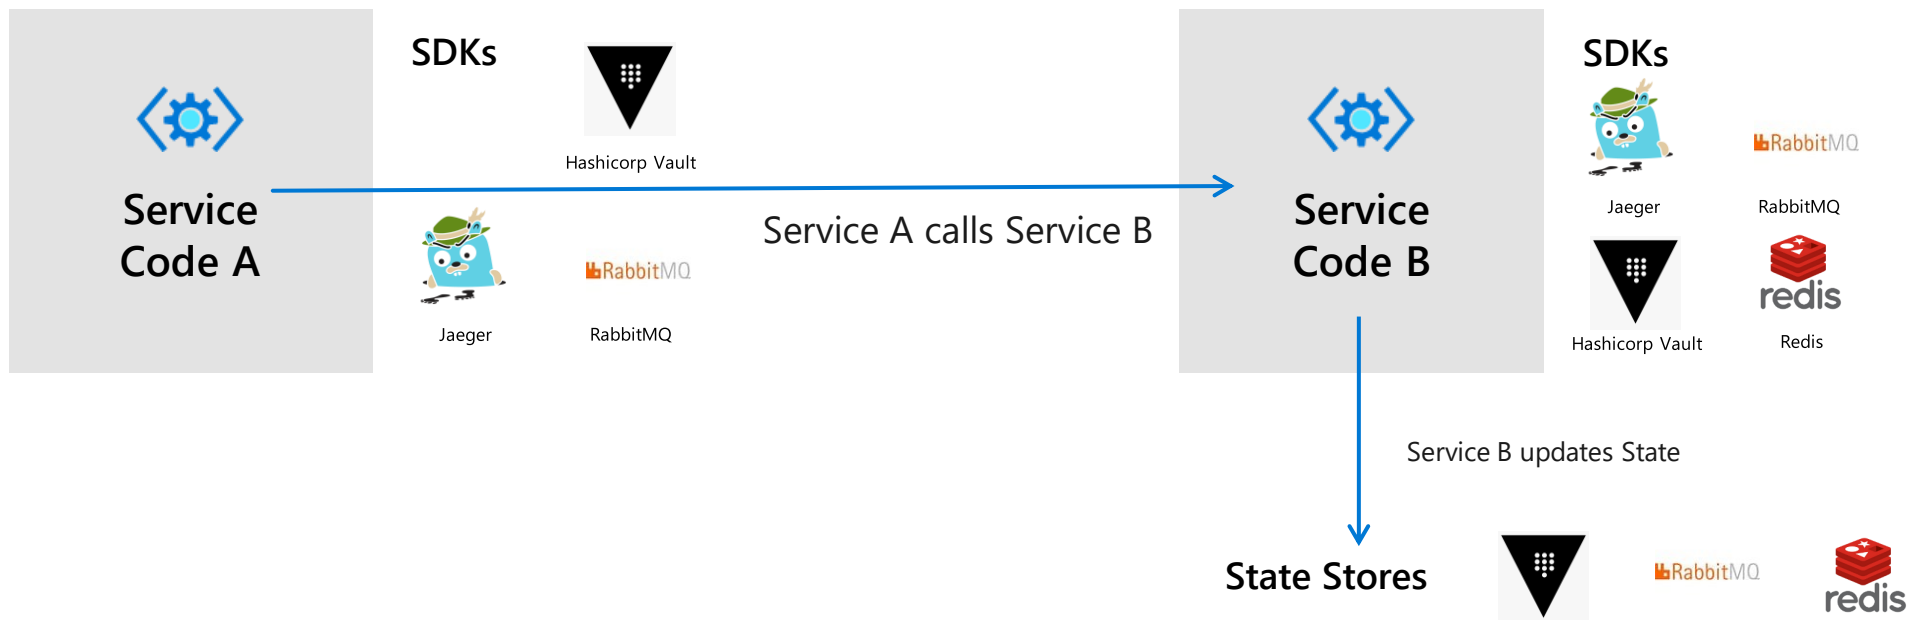 Service
Code A
SDKs
Hashicorp Vault
Jaeger
RabbitMQ
RabbitMQ
Service A calls Service B
Service
Code B
SDKs
Jaeger
RabbitMQ
RabbitMQ
Hashicorp Vault
redis
Redis
Service B updates State
State Stores
RabbitMQ
redis